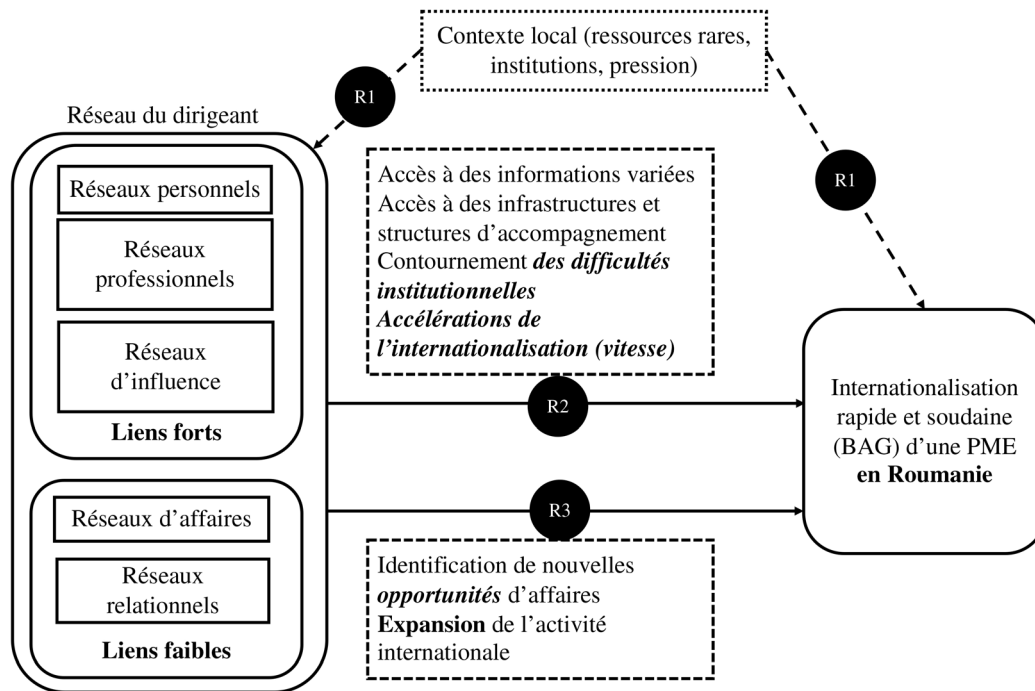 Contexte local (ressources rares,
institutions, pression)
R1
R1
Réseau du dirigeant
Réseaux personnels
Réseaux
professionnels
Réseaux
d’influence
Liens forts
Réseaux d’affaires
Réseaux
relationnels
Liens faibles
Accès à des informations variées
Accès à des infrastructures et
structures d’accompagnement
Contournement des difficultés
institutionnelles
Accélérations de
l’internationalisation (vitesse)
R2
R3
Identification de nouvelles
opportunités d’affaires
Expansion de l’activité
internationale
Internationalisation
rapide et soudaine
(BAG) d’une PME
en Roumanie